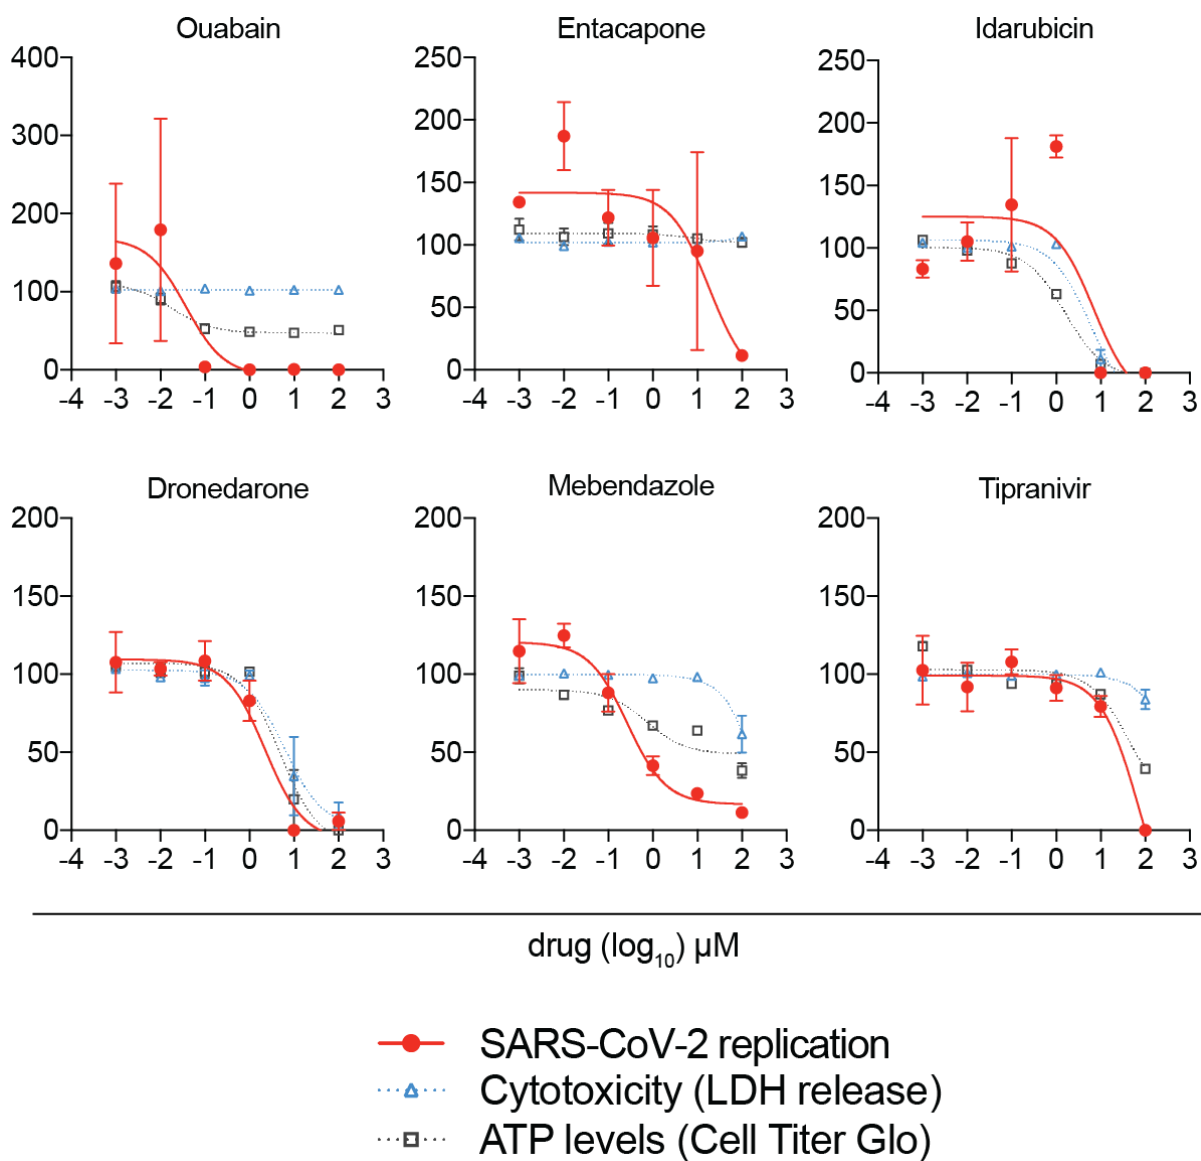 Ouabain
Entacapone
Idarubicin
400
300
200
100
0
-4 -3 -2 -1 0 1 2 3
250
200
150
100
50
0
-4 -3 -2 -1 0 1 2 3
250
200
150
100
50
0
-4 -3 -2 -1 0 1 2 3
Dronedarone
Mebendazole
Tipranivir
200
150
100
50
0
-4 -3 -2 -1 0 1 2 3
200
150
100
50
0
-4 -3 -2 -1 0 1 2 3
200
150
100
50
0
-4 -3 -2 -1 0 1 2 3
drug (log₁₀) µM
SARS-CoV-2 replication
Cytotoxicity (LDH release)
ATP levels (Cell Titer Glo)